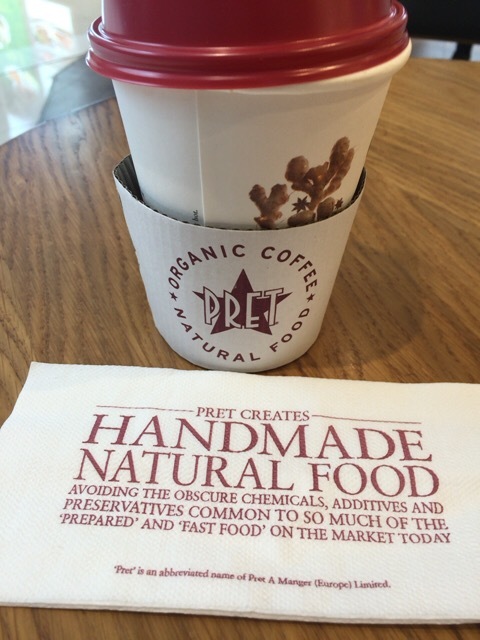 ORGANIC COFFEE
PRET
NATURAL FOOD
PRET CREATES
HANDMADE
NATURAL FOOD
AVOIDING THE OBSCURE CHEMICALS, ADDITIVES AND
PRESERVATIVES COMMON TO SO MUCH OF THE
'PREPARED' AND 'FAST FOOD' ON THE MARKET TODAY
'Pret' is an abbreviated name of Pret A Manger (Europe) Limited.